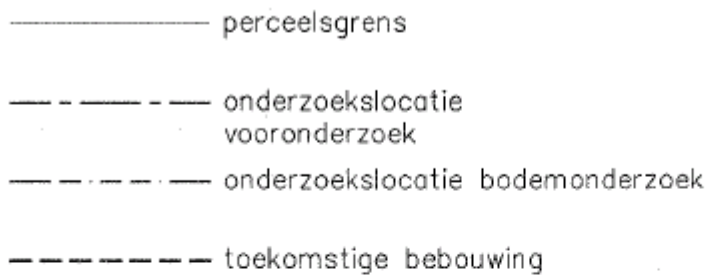 perceelsgrens
onderzoekslocatie
vooronderzoek
onderzoekslocatie bodemonderzoek
toekomstige bebouwing